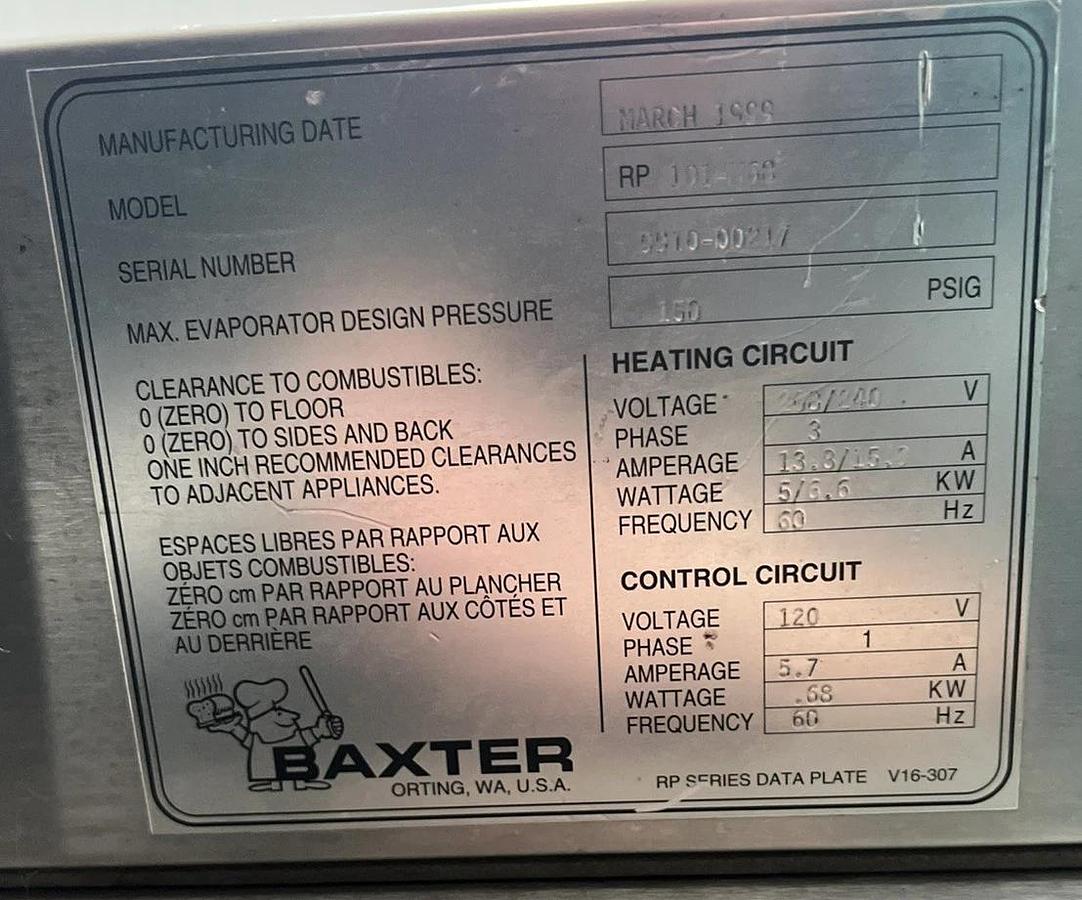 MANUFACTURING DATE MARCH 1999
MODEL RP
SERIAL NUMBER
MAX. EVAPORATOR DESIGN PRESSURE 150 PSIG
CLEARANCE TO COMBUSTIBLES:
0 (ZERO) TO FLOOR
0 (ZERO) TO SIDES AND BACK
ONE INCH RECOMMENDED CLEARANCES
TO ADJACENT APPLIANCES.
ESPACES LIBRES PAR RAPPORT AUX
OBJETS COMBUSTIBLES:
ZÉRO cm PAR RAPPORT AU PLANCHER
ZÉRO cm PAR RAPPORT AUX CÔTÉS ET
AU DERRIÈRE
BAXTER
ORTING, WA, U.S.A.
HEATING CIRCUIT
VOLTAGE V
PHASE 3
AMPERAGE A
WATTAGE KW
FREQUENCY 60 Hz
CONTROL CIRCUIT
VOLTAGE 120 V
PHASE 1
AMPERAGE 5.7 A
WATTAGE .68 KW
FREQUENCY 60 Hz
RP SERIES DATA PLATE V16-307